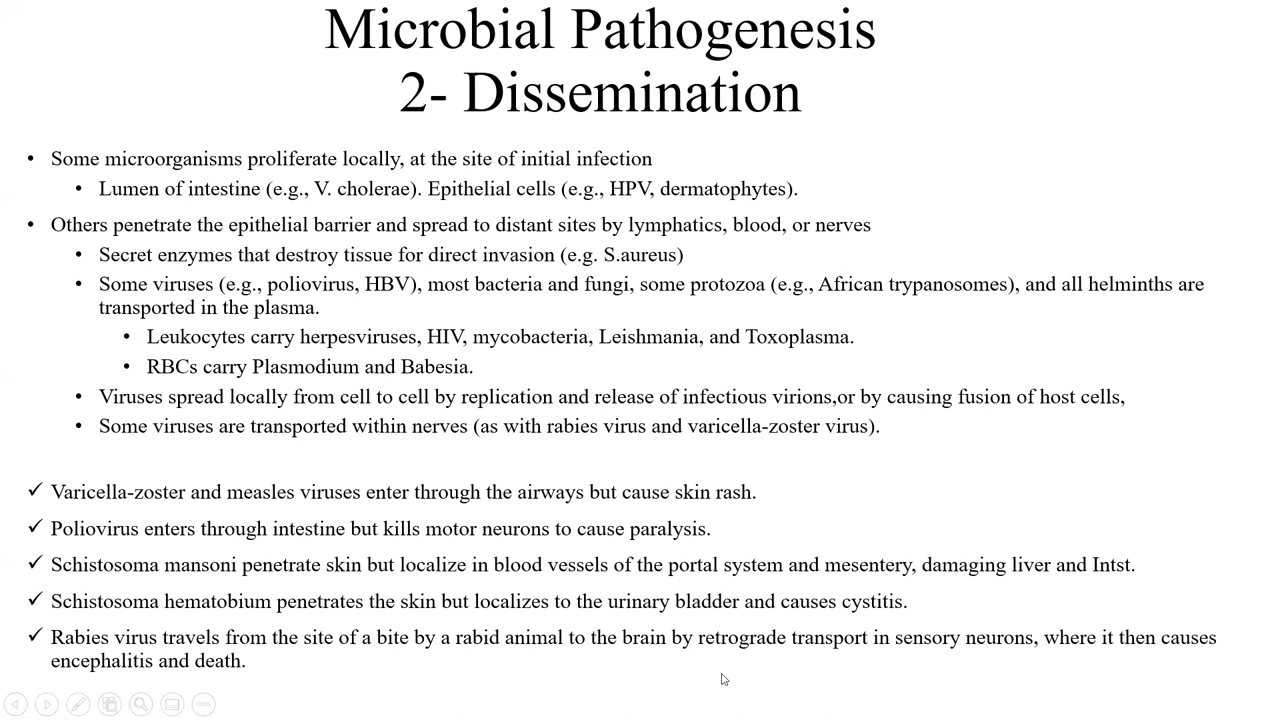 Microbial Pathogenesis
2- Dissemination
• Some microorganisms proliferate locally, at the site of initial infection
• Lumen of intestine (e.g., V. cholerae). Epithelial cells (e.g., HPV, dermatophytes).
• Others penetrate the epithelial barrier and spread to distant sites by lymphatics, blood, or nerves
• Secret enzymes that destroy tissue for direct invasion (e.g. S.aureus)
• Some viruses (e.g., poliovirus, HBV), most bacteria and fungi, some protozoa (e.g., African trypanosomes), and all helminths are
transported in the plasma.
• Leukocytes carry herpesviruses, HIV, mycobacteria, Leishmania, and Toxoplasma.
• RBCs carry Plasmodium and Babesia.
• Viruses spread locally from cell to cell by replication and release of infectious virions,or by causing fusion of host cells,
• Some viruses are transported within nerves (as with rabies virus and varicella-zoster virus).
✓ Varicella-zoster and measles viruses enter through the airways but cause skin rash.
✓ Poliovirus enters through intestine but kills motor neurons to cause paralysis.
✓ Schistosoma mansoni penetrate skin but localize in blood vessels of the portal system and mesentery, damaging liver and Intst.
✓ Schistosoma hematobium penetrates the skin but localizes to the urinary bladder and causes cystitis.
✓ Rabies virus travels from the site of a bite by a rabid animal to the brain by retrograde transport in sensory neurons, where it then causes
encephalitis and death.